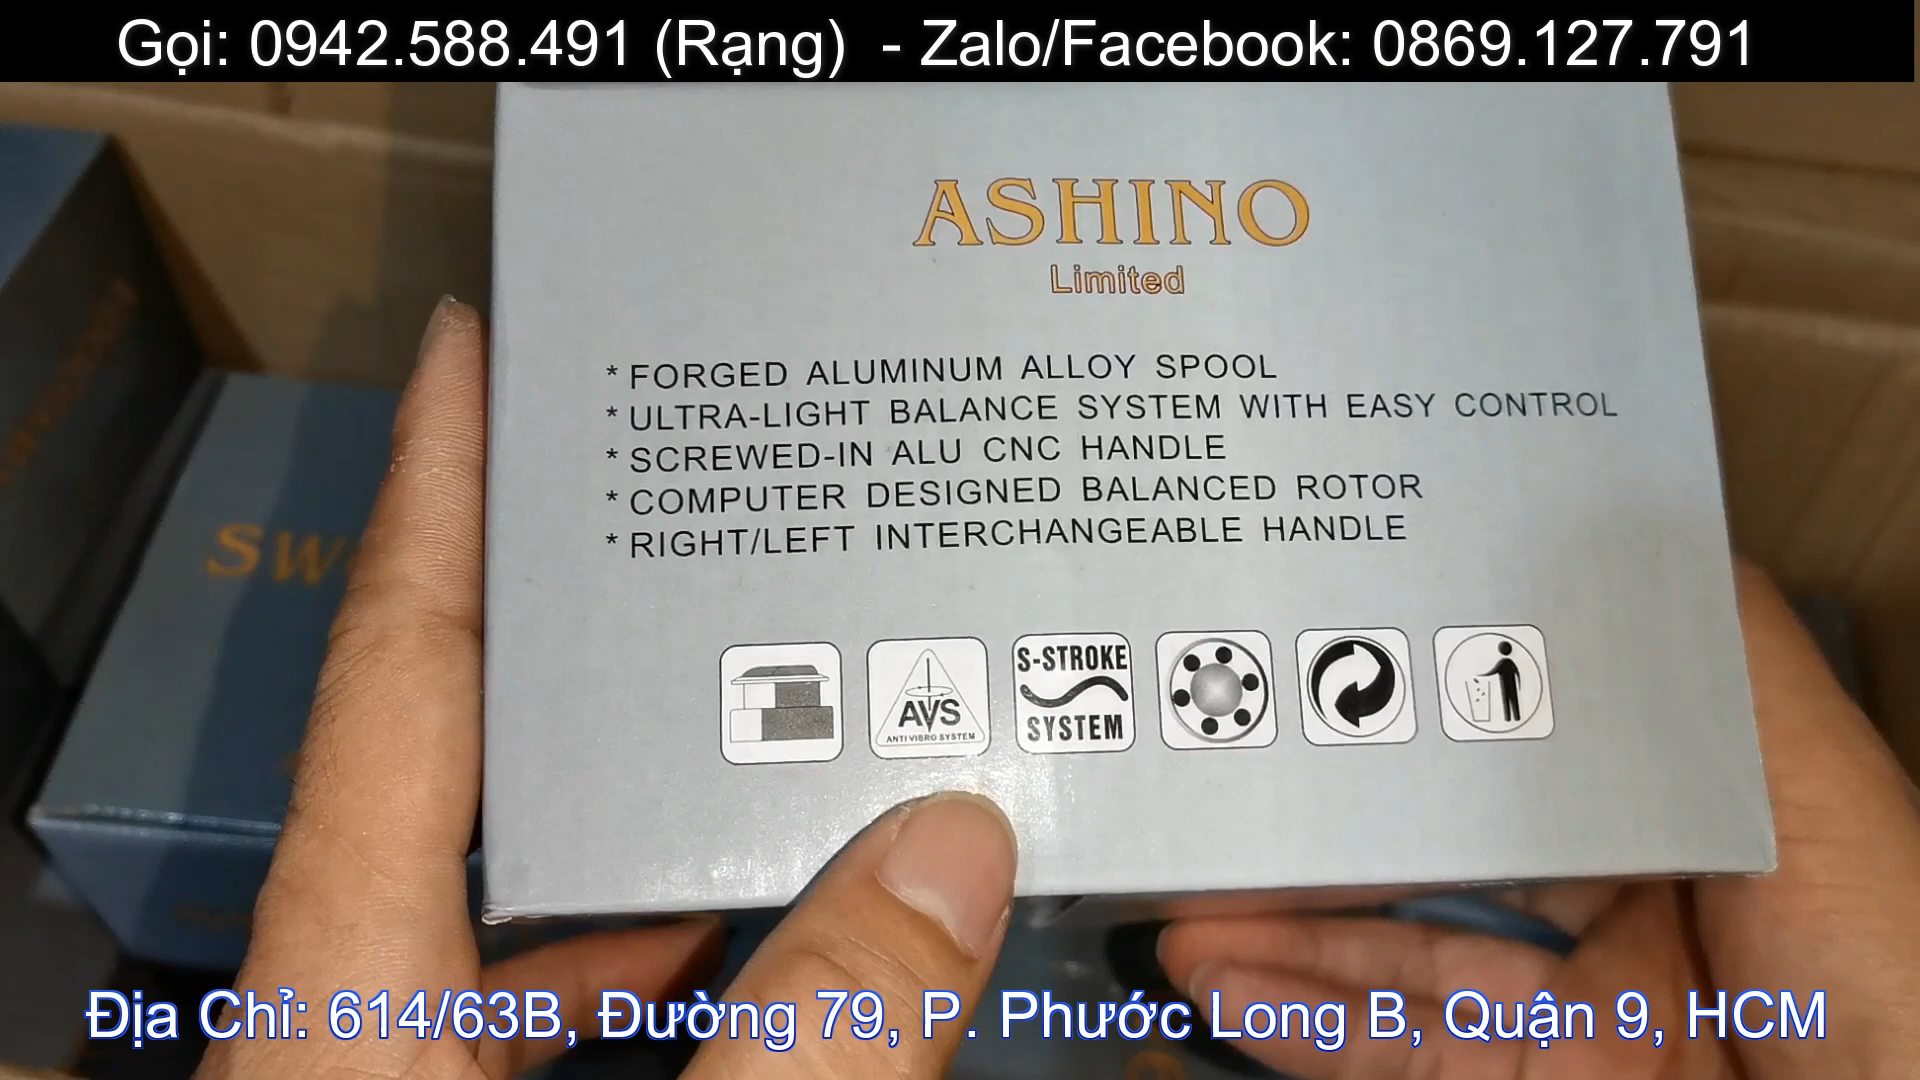 Gọi: 0942.588.491 (Rạng) - Zalo/Facebook: 0869.127.791
ASHINO
Limited
* FORGED ALUMINUM ALLOY SPOOL
* ULTRA-LIGHT BALANCE SYSTEM WITH EASY CONTROL
* SCREWED-IN ALU CNC HANDLE
* COMPUTER DESIGNED BALANCED ROTOR
* RIGHT/LEFT INTERCHANGEABLE HANDLE
AVS
ANTI VIBRO SYSTEM
S-STROKE
SYSTEM
Địa Chỉ: 614/63B, Đường 79, P. Phước Long B, Quận 9, HCM